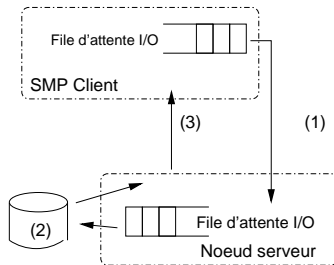 File d'attente I/O
SMP Client
(3)
(1)
(2)
File d'attente I/O
Noeud serveur